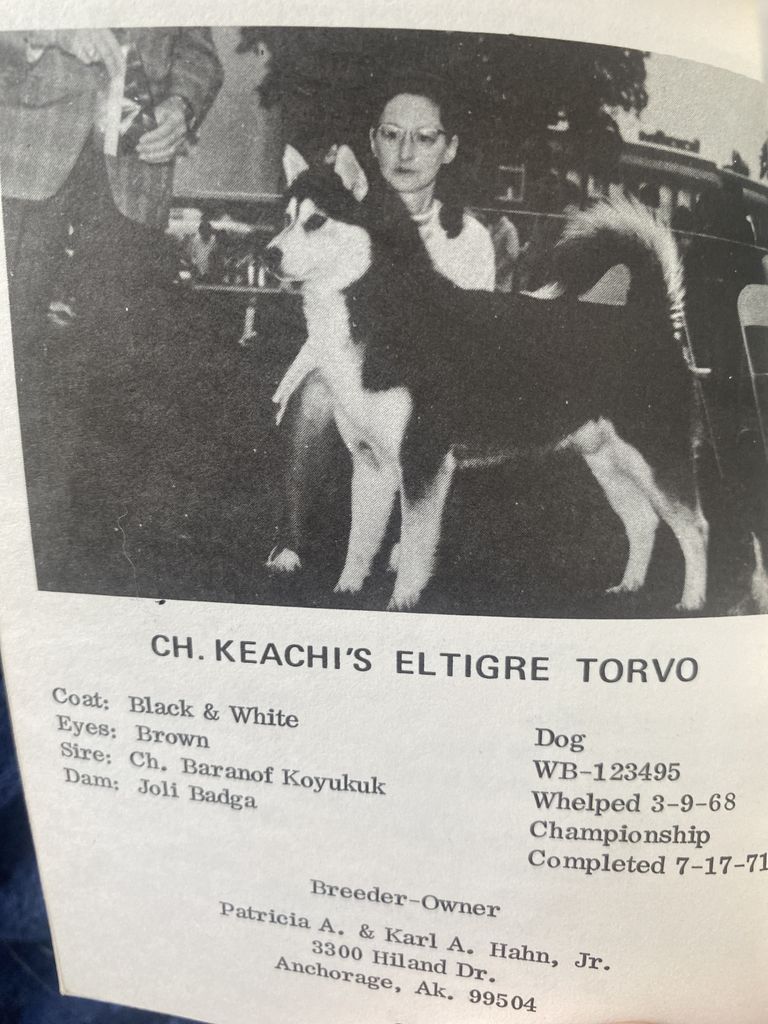 CH. KEACHI'S ELTIGRE TORVO
Coat: Black & White
Eyes: Brown
Sire: Ch. Baranof Koyukuk
Dam: Joli Badga
Dog
WB-123495
Whelped 3-9-68
Championship
Completed 7-17-71
Breeder-Owner
Patricia A. & Karl A. Hahn, Jr.
3300 Hiland Dr.
Anchorage, Ak. 99504